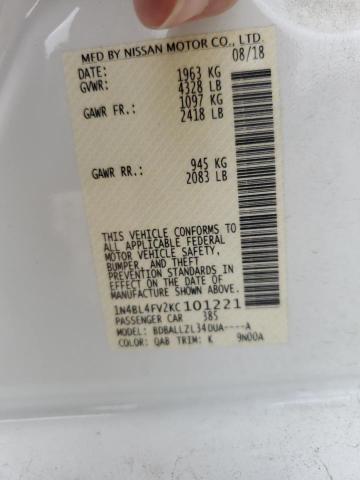 MFD BY NISSAN MOTOR CO., LTD.
DATE: 08/18
GVWR: 1963 KG
4328 LB
GAWR FR.: 1097 KG
2418 LB
GAWR RR.: 945 KG
2083 LB
THIS VEHICLE CONFORMS TO
ALL APPLICABLE FEDERAL
MOTOR VEHICLE SAFETY,
BUMPER, AND THEFT
PREVENTION STANDARDS IN
EFFECT ON THE DATE OF
MANUFACTURE SHOWN ABOVE.
1N4BL4FV2KC101221
PASSENGER CAR 385
MODEL: BDBALLZL34DUA----A
COLOR: QAB TRIM: K 9N00A